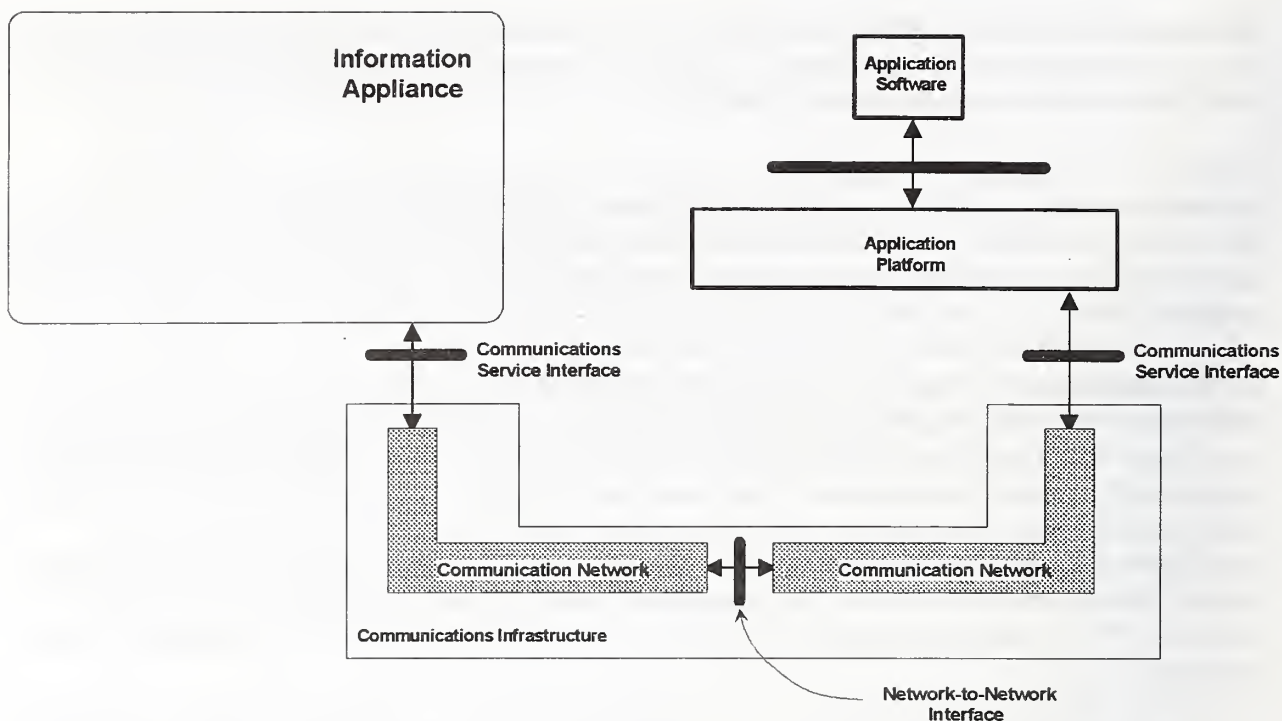 Information
Appliance
Application
Software
Application
Platform
Communications
Service Interface
Communications
Service Interface
Communication Network
Communication Network
Communications Infrastructure
Network-to-Network
Interface